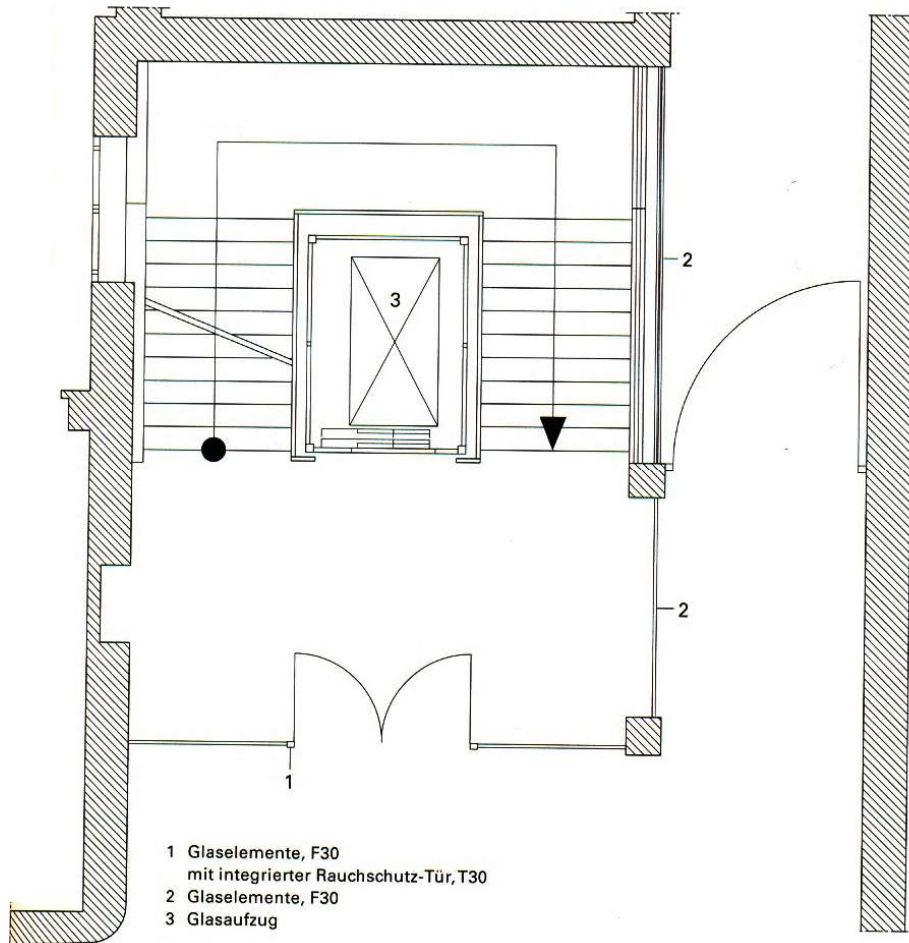 3
2
2
1
1 Glaselemente, F30
mit integrierter Rauchschutz-Tür, T30
2 Glaselemente, F30
3 Glasaufzug